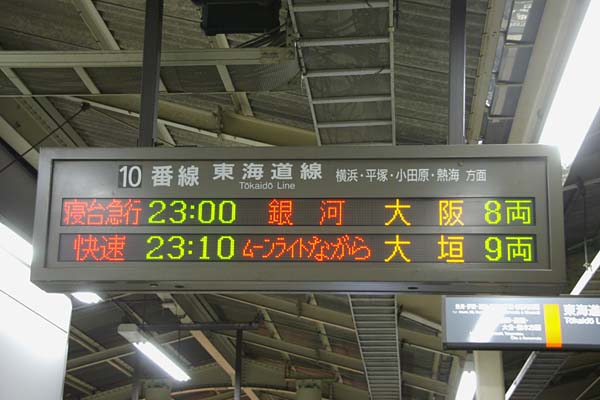 10 番線 東海道線 横浜・平塚・小田原・熱海 方面
Tōkaidō Line
寝台急行 23:00 銀河 大阪 8両
快速 23:10 ムーンライトながら 大垣 9両
東海道線
Tōkaidō Line